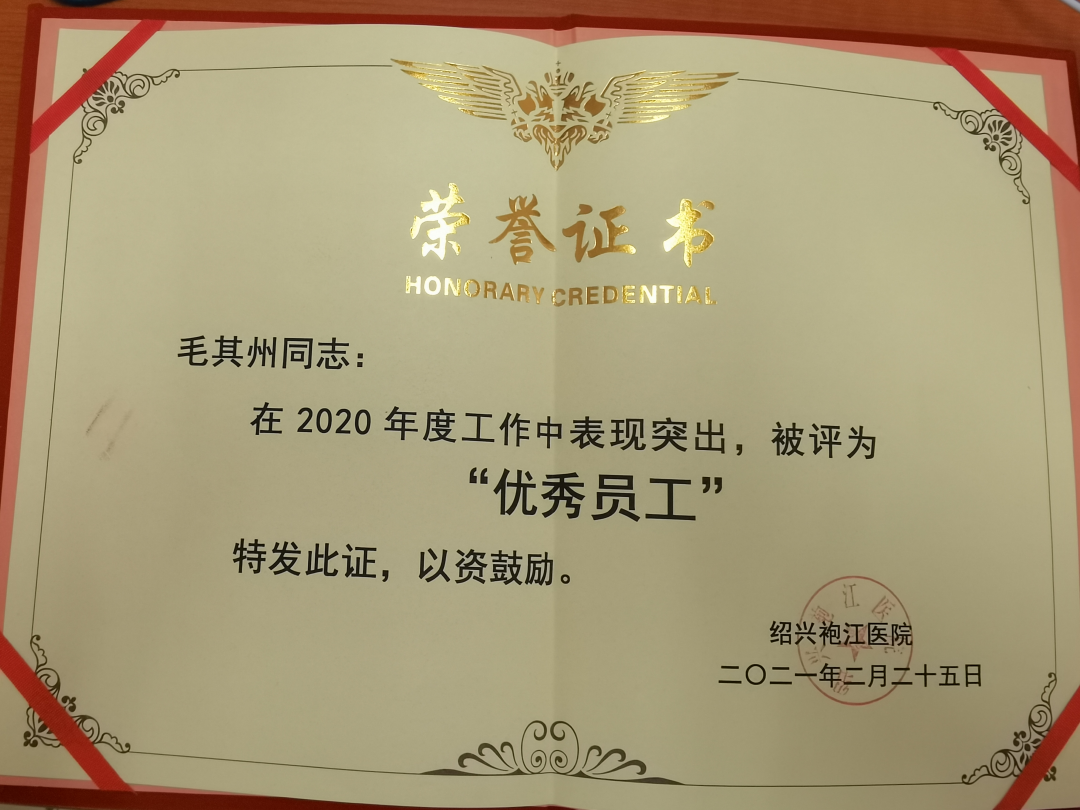 荣誉证书
HONORARY CREDENTIAL
毛其州同志：
在 2020 年度工作中表现突出，被评为
“优秀员工”
特发此证，以资鼓励。
绍兴袍江医院
二〇二一年二月二十五日